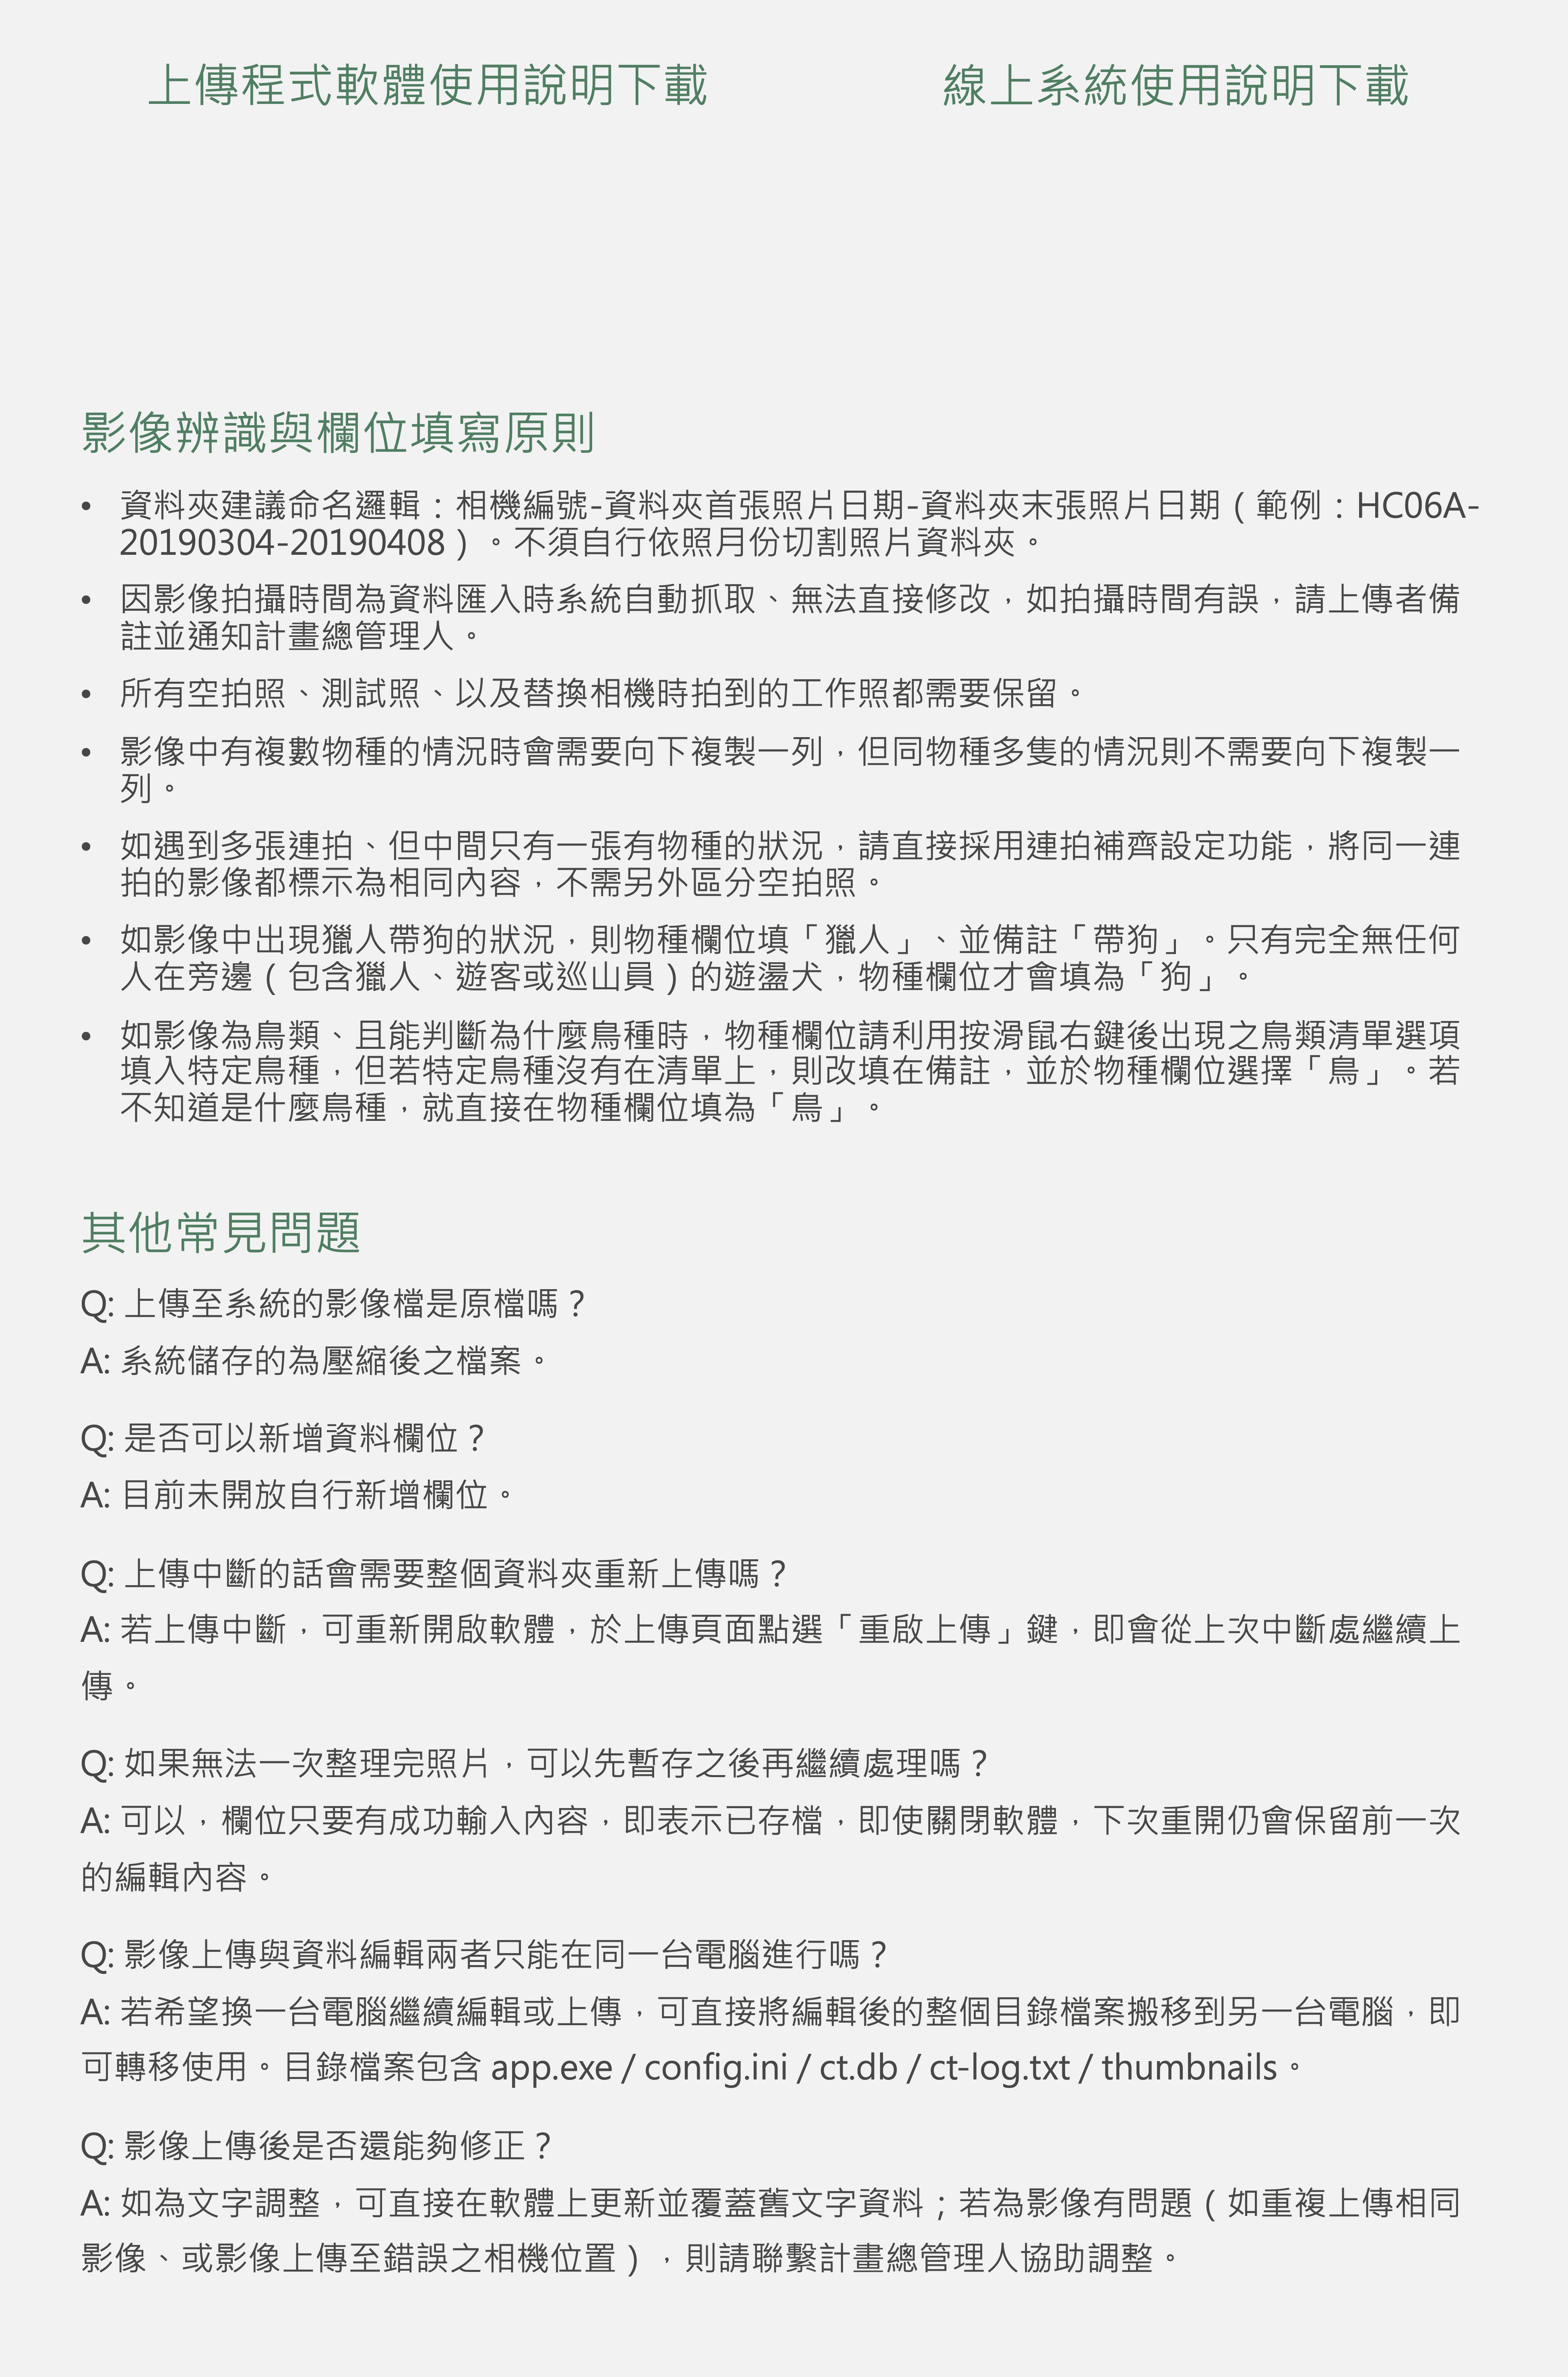 上傳程式軟體使用說明下載
線上系統使用說明下載
影像辨識與欄位填寫原則
• 資料夾建議命名邏輯：相機編號-資料夾首張照片日期-資料夾末張照片日期（範例：HC06A-
20190304-20190408）。不須自行依照月份切割照片資料夾。
• 因影像拍攝時間為資料匯入時系統自動抓取、無法直接修改，如拍攝時間有誤，請上傳者備
註並通知計畫總管理人。
• 所有空拍照、測試照、以及替換相機時拍到的工作照都需要保留。
• 影像中有複數物種的情況時會需要向下複製一列，但同物種多隻的情況則不需要向下複製一
列。
• 如遇到多張連拍、但中間只有一張有物種的狀況，請直接採用連拍補齊設定功能，將同一連
拍的影像都標示為相同內容，不需另外區分空拍照。
• 如影像中出現獵人帶狗的狀況，則物種欄位填「獵人」、並備註「帶狗」。只有完全無任何
人在旁邊（包含獵人、遊客或巡山員）的遊盪犬，物種欄位才會填為「狗」。
• 如影像為鳥類、且能判斷為什麼鳥種時，物種欄位請利用按滑鼠右鍵後出現之鳥類清單選項
填入特定鳥種，但若特定鳥種沒有在清單上，則改填在備註，並於物種欄位選擇「鳥」。若
不知道是什麼鳥種，就直接在物種欄位填為「鳥」。
其他常見問題
Q: 上傳至系統的影像檔是原檔嗎？
A: 系統儲存的為壓縮後之檔案。
Q: 是否可以新增資料欄位？
A: 目前未開放自行新增欄位。
Q: 上傳中斷的話會需要整個資料夾重新上傳嗎？
A: 若上傳中斷，可重新開啟軟體，於上傳頁面點選「重啟上傳」鍵，即會從上次中斷處繼續上
傳。
Q: 如果無法一次整理完照片，可以先暫存之後再繼續處理嗎？
A: 可以，欄位只要有成功輸入內容，即表示已存檔，即使關閉軟體，下次重開仍會保留前一次
的編輯內容。
Q: 影像上傳與資料編輯兩者只能在同一台電腦進行嗎？
A: 若希望換一台電腦繼續編輯或上傳，可直接將編輯後的整個目錄檔案搬移到另一台電腦，即
可轉移使用。目錄檔案包含 app.exe / config.ini / ct.db / ct-log.txt / thumbnails。
Q: 影像上傳後是否還能夠修正？
A: 如為文字調整，可直接在軟體上更新並覆蓋舊文字資料；若為影像有問題（如重複上傳相同
影像、或影像上傳至錯誤之相機位置），則請聯繫計畫總管理人協助調整。